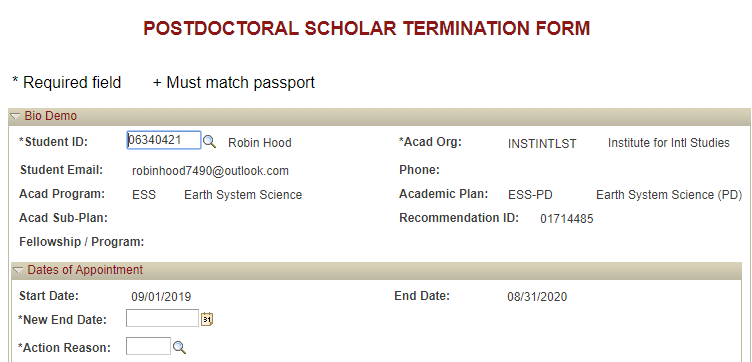 POSTDOCTORAL SCHOLAR TERMINATION FORM
* Required field + Must match passport
Bio Demo
*Student ID: 06340421 Robin Hood *Acad Org: INSTINTLST Institute for Intl Studies
Student Email: robinhood7490@outlook.com Phone:
Acad Program: ESS Earth System Science Academic Plan: ESS-PD Earth System Science (PD)
Acad Sub-Plan: Recommendation ID: 01714485
Fellowship / Program:
Dates of Appointment
Start Date: 09/01/2019 End Date: 08/31/2020
*New End Date: 31
*Action Reason: